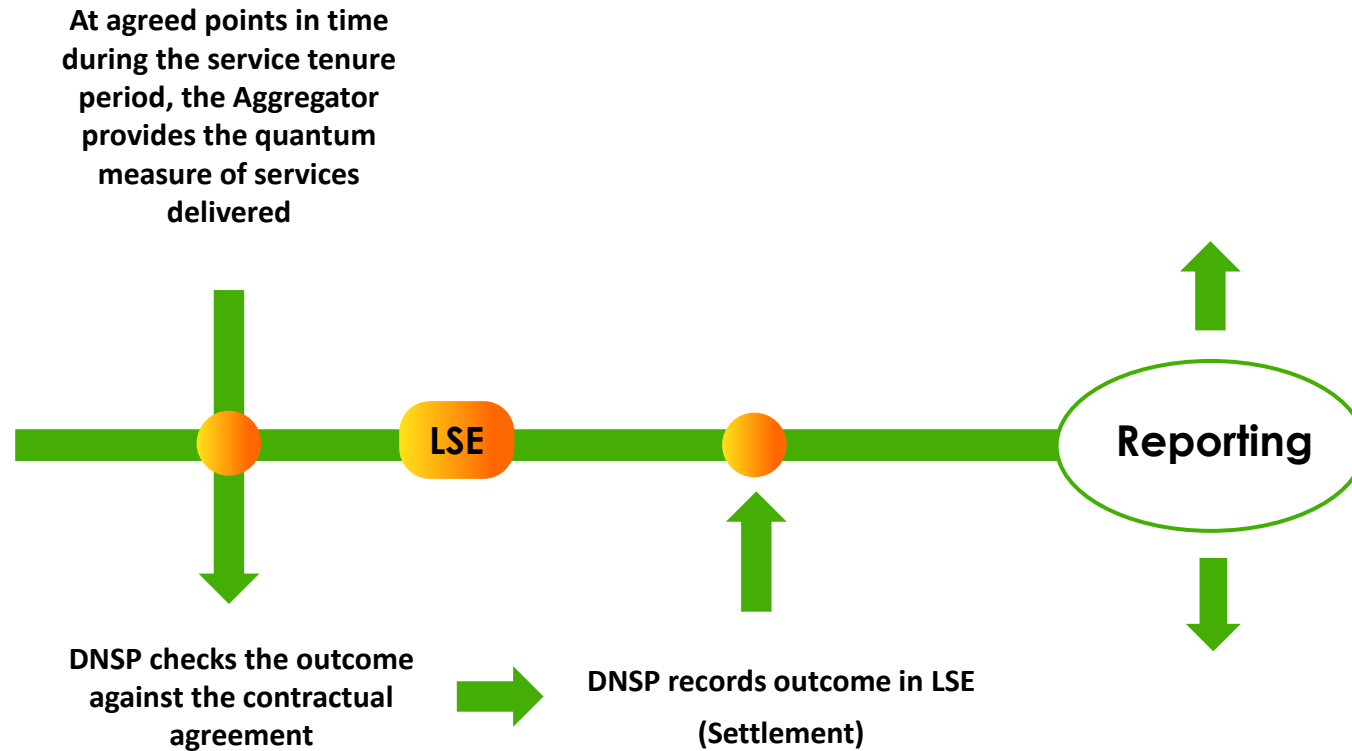 At agreed points in time
during the service tenure
period, the Aggregator
provides the quantum
measure of services
delivered
LSE
Reporting
DNSP checks the outcome
against the contractual
agreement
DNSP records outcome in LSE
(Settlement)